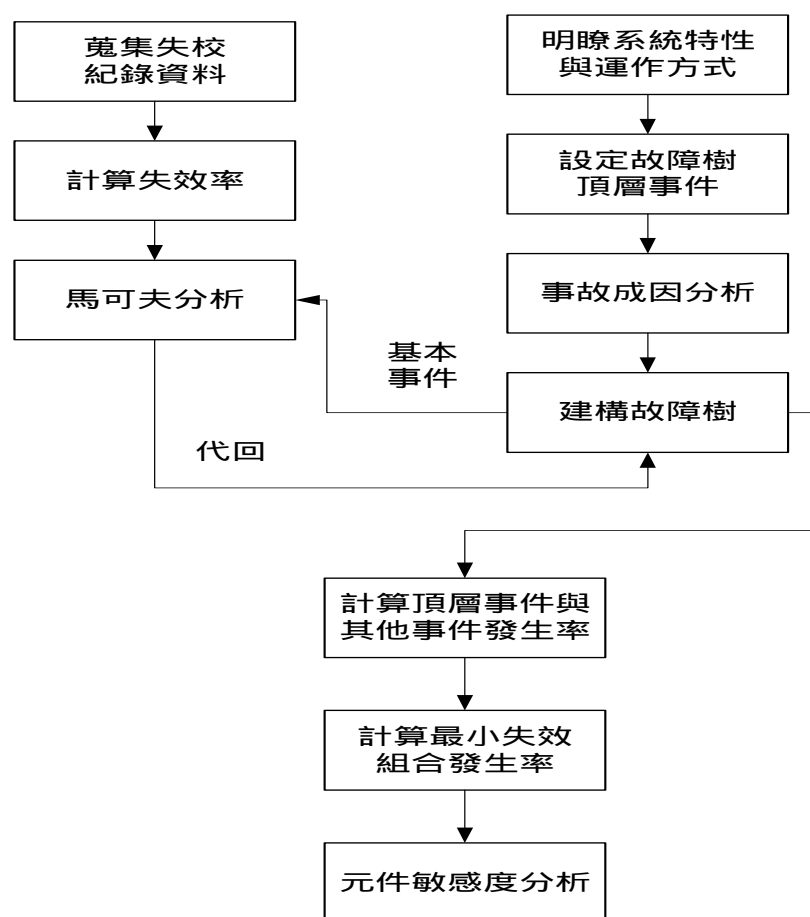 蒐集失校
紀錄資料
計算失效率
馬可夫分析
明瞭系統特性
與運作方式
設定故障樹
頂層事件
事故成因分析
建構故障樹
基本
事件
代回
計算頂層事件與
其他事件發生率
計算最小失效
組合發生率
元件敏感度分析